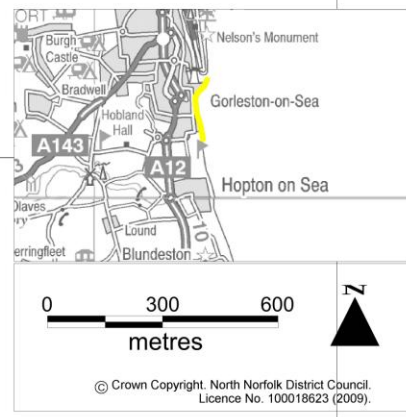 ORT
Burgh
Castle
Nelson's Monument
Bradwell
Gorleston-on-Sea
Hobland
Hall
A143
A12
Hopton on Sea
Olaves
Lound
10
erringfleet
Blundeston
0 300 600
metres
N
© Crown Copyright. North Norfolk District Council.
Licence No. 100018623 (2009).